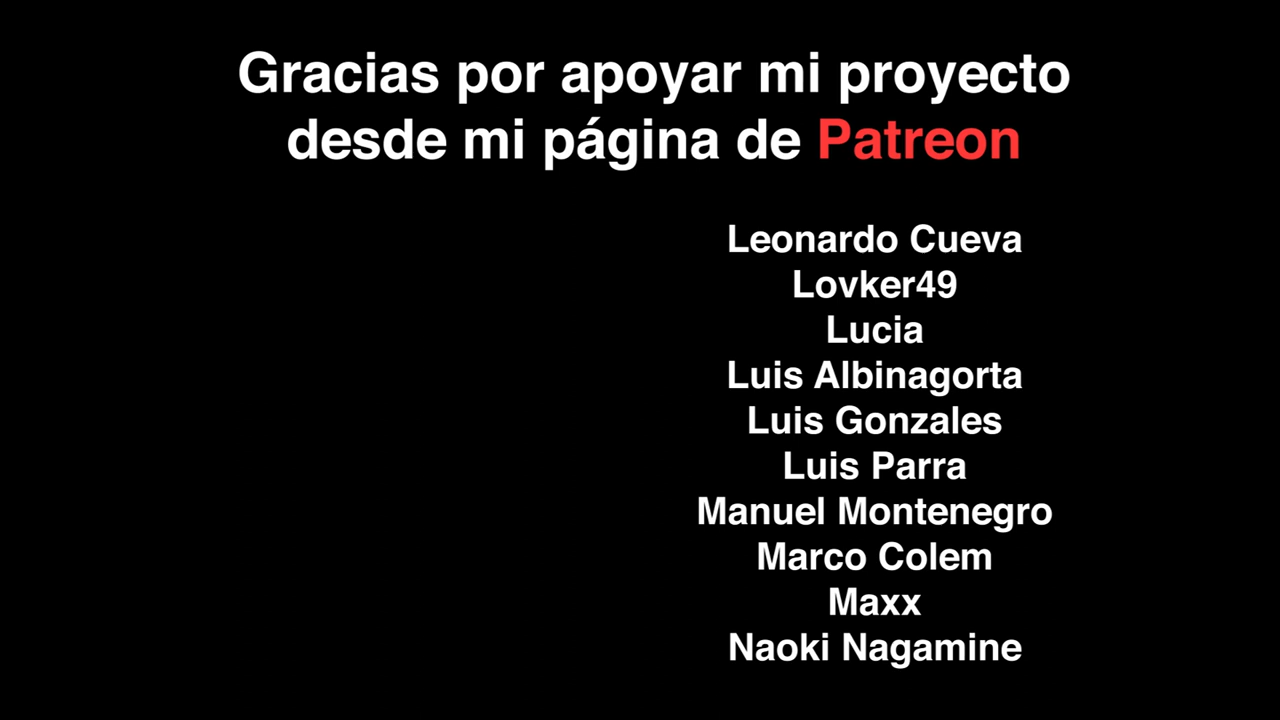 Gracias por apoyar mi proyecto
desde mi página de Patreon
Leonardo Cueva
Lovker49
Lucia
Luis Albinagorta
Luis Gonzales
Luis Parra
Manuel Montenegro
Marco Colem
Maxx
Naoki Nagamine